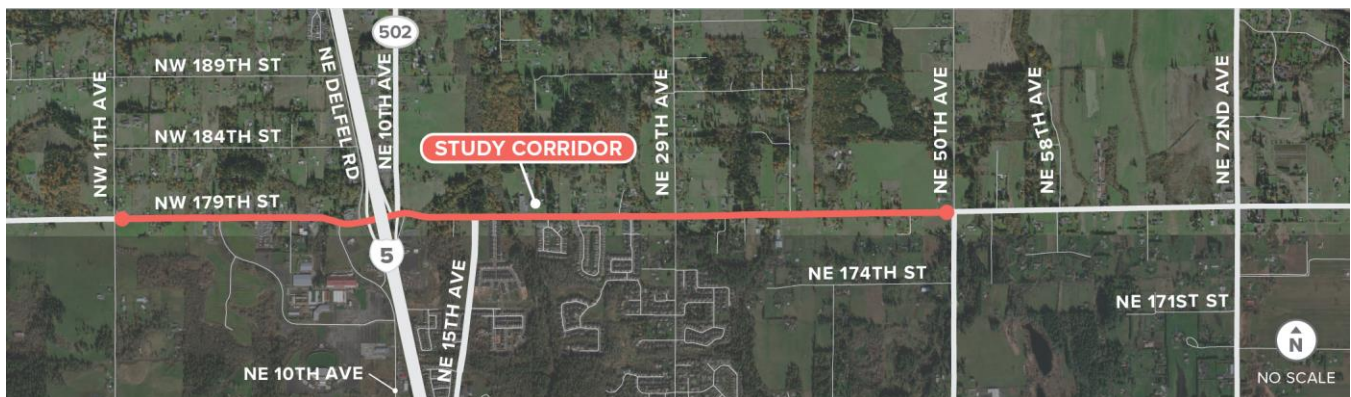 502
NW 11TH AVE
NW 189TH ST
NE DELFEL RD
NE 10TH AVE
NW 184TH ST
STUDY CORRIDOR
NE 29TH AVE
NE 50TH AVE
NE 58TH AVE
NE 72ND AVE
NW 179TH ST
5
NE 15TH AVE
NE 174TH ST
NE 171ST ST
NE 10TH AVE
N
NO SCALE